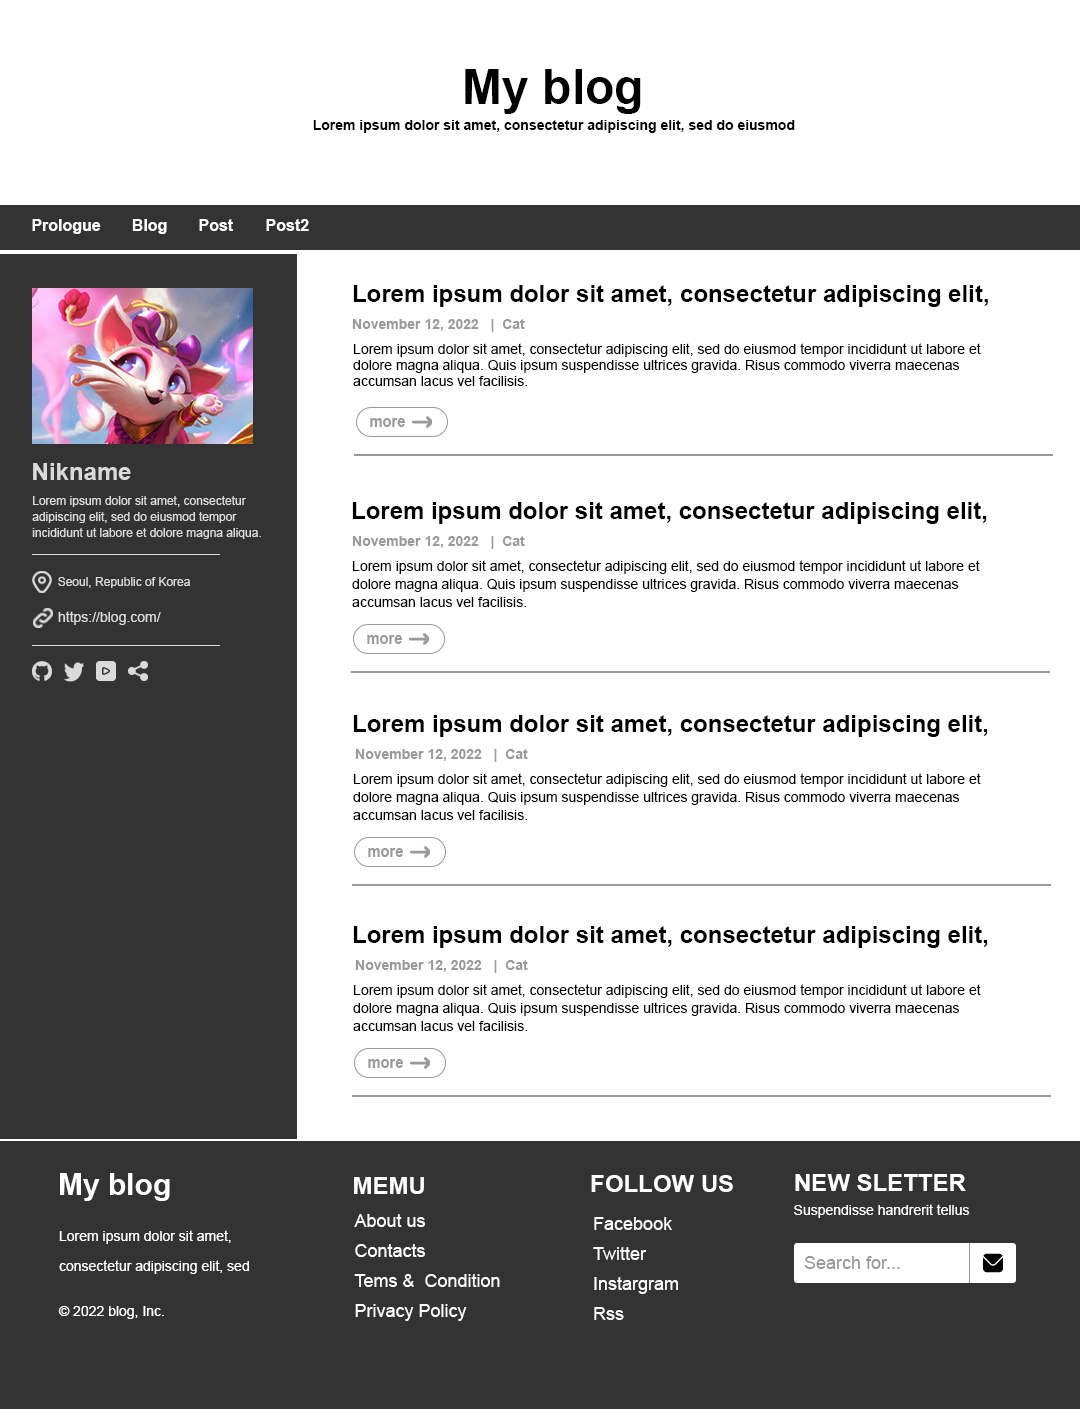 My blog
Lorem ipsum dolor sit amet, consectetur adipiscing elit, sed do eiusmod
Prologue Blog Post Post2
Nikname
Lorem ipsum dolor sit amet, consectetur
adipiscing elit, sed do eiusmod tempor
incididunt ut labore et dolore magna aliqua.
Seoul, Republic of Korea
https://blog.com/
Lorem ipsum dolor sit amet, consectetur adipiscing elit,
November 12, 2022 | Cat
Lorem ipsum dolor sit amet, consectetur adipiscing elit, sed do eiusmod tempor incididunt ut labore et
dolore magna aliqua. Quis ipsum suspendisse ultrices gravida. Risus commodo viverra maecenas
accumsan lacus vel facilisis.
more
Lorem ipsum dolor sit amet, consectetur adipiscing elit,
November 12, 2022 | Cat
Lorem ipsum dolor sit amet, consectetur adipiscing elit, sed do eiusmod tempor incididunt ut labore et
dolore magna aliqua. Quis ipsum suspendisse ultrices gravida. Risus commodo viverra maecenas
accumsan lacus vel facilisis.
more
Lorem ipsum dolor sit amet, consectetur adipiscing elit,
November 12, 2022 | Cat
Lorem ipsum dolor sit amet, consectetur adipiscing elit, sed do eiusmod tempor incididunt ut labore et
dolore magna aliqua. Quis ipsum suspendisse ultrices gravida. Risus commodo viverra maecenas
accumsan lacus vel facilisis.
more
Lorem ipsum dolor sit amet, consectetur adipiscing elit,
November 12, 2022 | Cat
Lorem ipsum dolor sit amet, consectetur adipiscing elit, sed do eiusmod tempor incididunt ut labore et
dolore magna aliqua. Quis ipsum suspendisse ultrices gravida. Risus commodo viverra maecenas
accumsan lacus vel facilisis.
more
My blog
Lorem ipsum dolor sit amet,
consectetur adipiscing elit, sed
© 2022 blog, Inc.
MEMU
About us
Contacts
Tems & Condition
Privacy Policy
FOLLOW US
Facebook
Twitter
Instargram
Rss
NEW SLETTER
Suspendisse handrerit tellus
Search for...